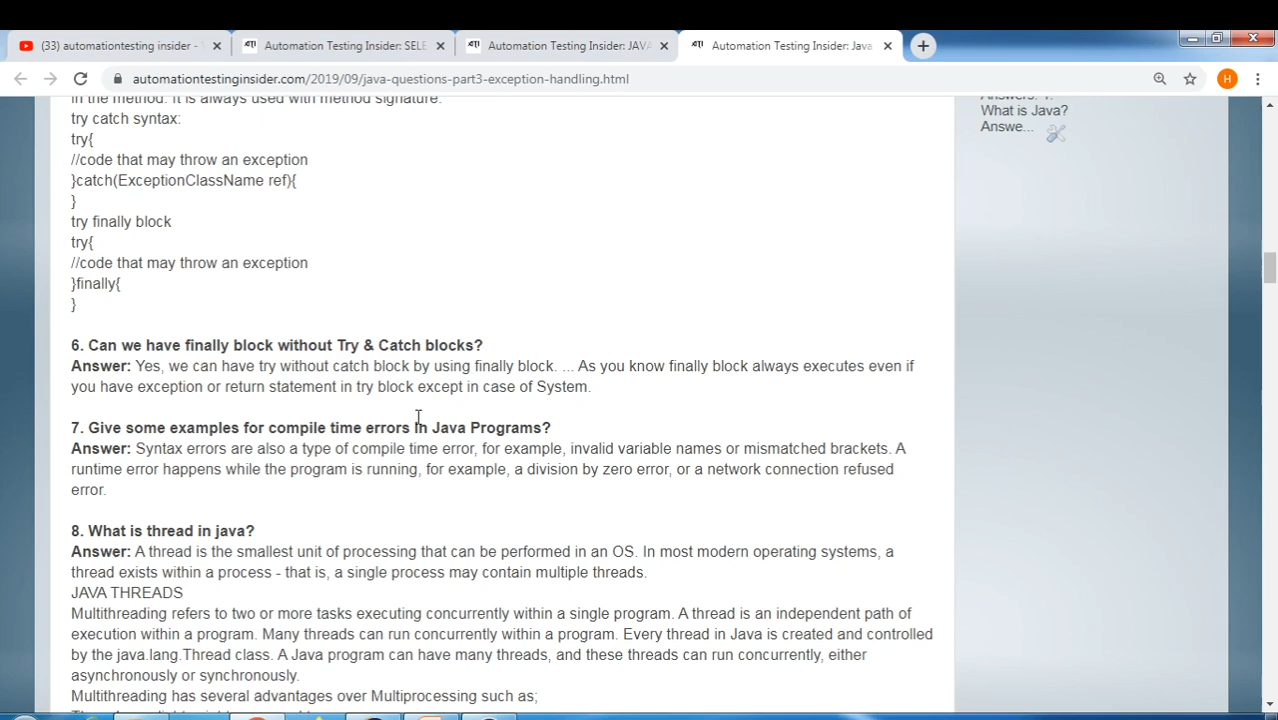 (33) automationtesting insider -
Automation Testing Insider: SELE
Automation Testing Insider: JAVA
Automation Testing Insider: Java
automationtestinginsider.com/2019/09/java-questions-part3-exception-handling.html
H
in the method. It is always used with method signature.
try catch syntax:
try{
//code that may throw an exception
}catch(ExceptionClassName ref){
}
try finally block
try{
//code that may throw an exception
}finally{
}
6. Can we have finally block without Try & Catch blocks?
Answer: Yes, we can have try without catch block by using finally block. ... As you know finally block always executes even if
you have exception or return statement in try block except in case of System.
7. Give some examples for compile time errors in Java Programs?
Answer: Syntax errors are also a type of compile time error, for example, invalid variable names or mismatched brackets. A
runtime error happens while the program is running, for example, a division by zero error, or a network connection refused
error.
8. What is thread in java?
Answer: A thread is the smallest unit of processing that can be performed in an OS. In most modern operating systems, a
thread exists within a process - that is, a single process may contain multiple threads.
JAVA THREADS
Multithreading refers to two or more tasks executing concurrently within a single program. A thread is an independent path of
execution within a program. Many threads can run concurrently within a program. Every thread in Java is created and controlled
by the java.lang.Thread class. A Java program can have many threads, and these threads can run concurrently, either
asynchronously or synchronously.
Multithreading has several advantages over Multiprocessing such as;
Answers: 1.
What is Java?
Answe...